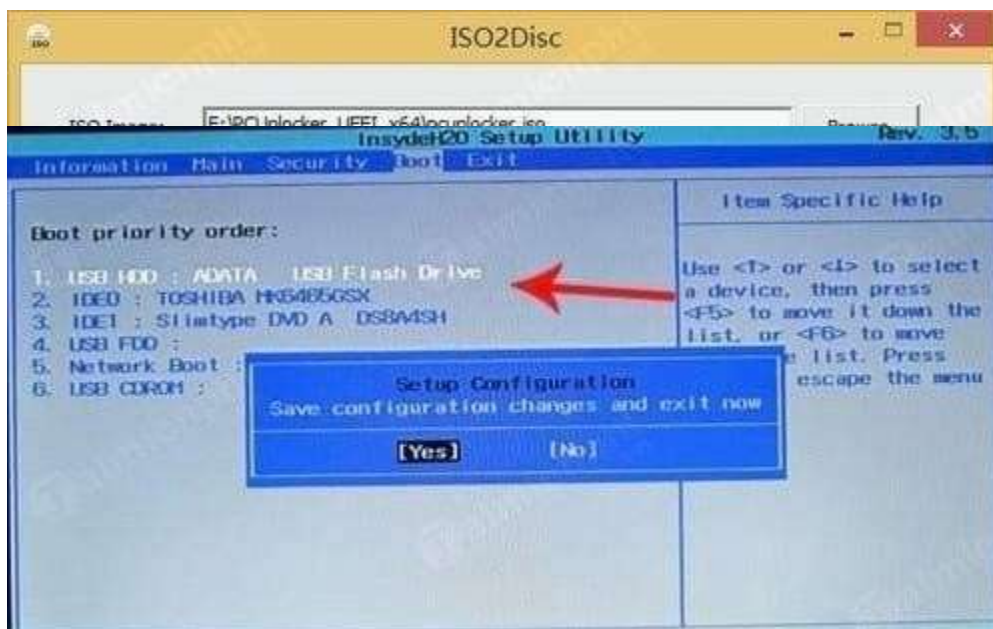 ISO
ISO2Disc
ISO Image: E:\PCUnlocker_UEFI_x64\pcunlocker.iso Browse
InsydeH2O Setup Utility Rev. 3.5
Information Main Security Boot Exit
Item Specific Help
Boot priority order:
1. USB HDD : ADATA USB Flash Drive
2. IDE0 : TOSHIBA MK6465GSX
3. IDE1 : Slimtype DVD A DS8A4SH
4. USB FDD :
5. Network Boot :
6. USB CDROM :
Use <↑> or <↓> to select
a device, then press
<F5> to move it down the
list, or <F6> to move
list. Press
escape the menu
Setup Configuration
Save configuration changes and exit now
[Yes] [No]